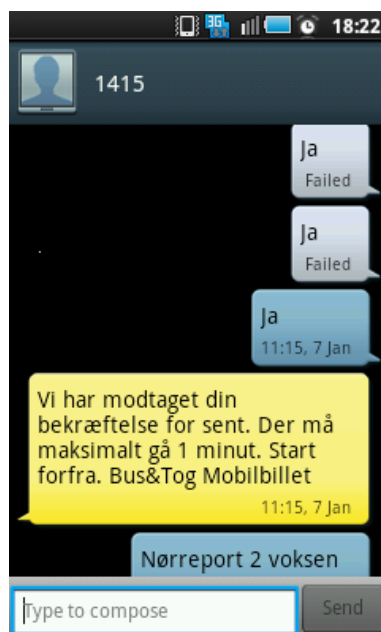 3G
18:22
1415
Ja
Failed
Ja
Failed
Ja
11:15, 7 Jan
Vi har modtaget din
bekræftelse for sent. Der må
maksimalt gå 1 minut. Start
forfra. Bus&Tog Mobilbillet
11:15, 7 Jan
Nørreport 2 voksen
Type to compose
Send